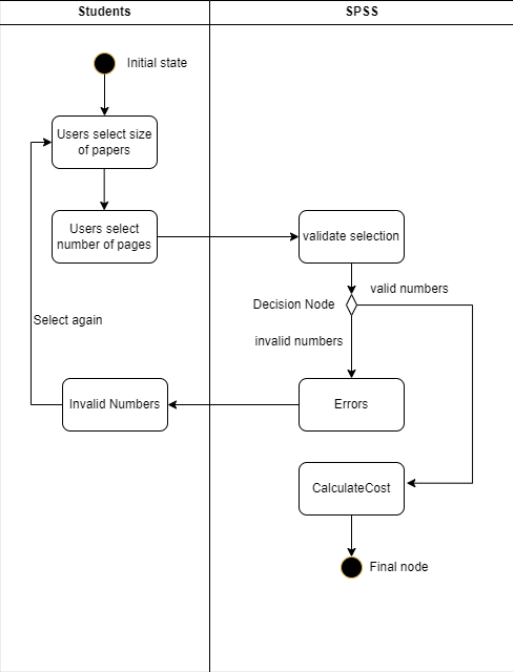 Students
SPSS
Initial state
Users select size
of papers
Users select
number of pages
validate selection
valid numbers
Decision Node
Select again
invalid numbers
Invalid Numbers
Errors
CalculateCost
Final node